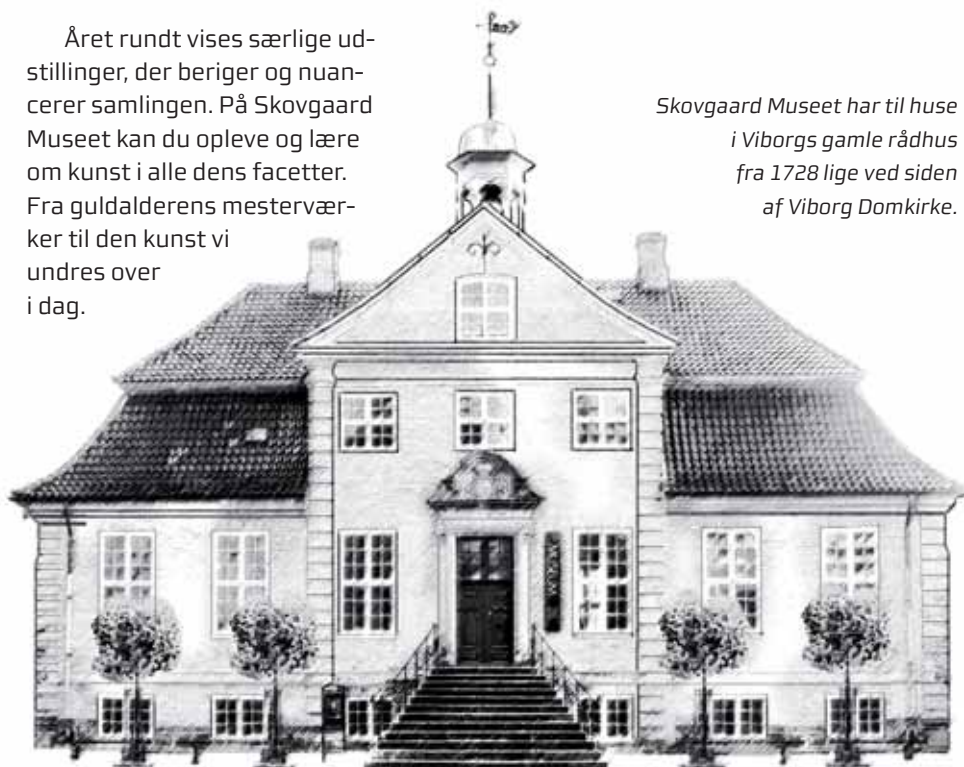 Året rundt vises særlige ud-
stillinger, der beriger og nuan-
cerer samlingen. På Skovgaard
Museet kan du opleve og lære
om kunst i alle dens facetter.
Fra guldalderens mestervær-
ker til den kunst vi
undres over
i dag.
Skovgaard Museet har til huse
i Viborgs gamle rådhus
fra 1728 lige ved siden
af Viborg Domkirke.
MUSEUM